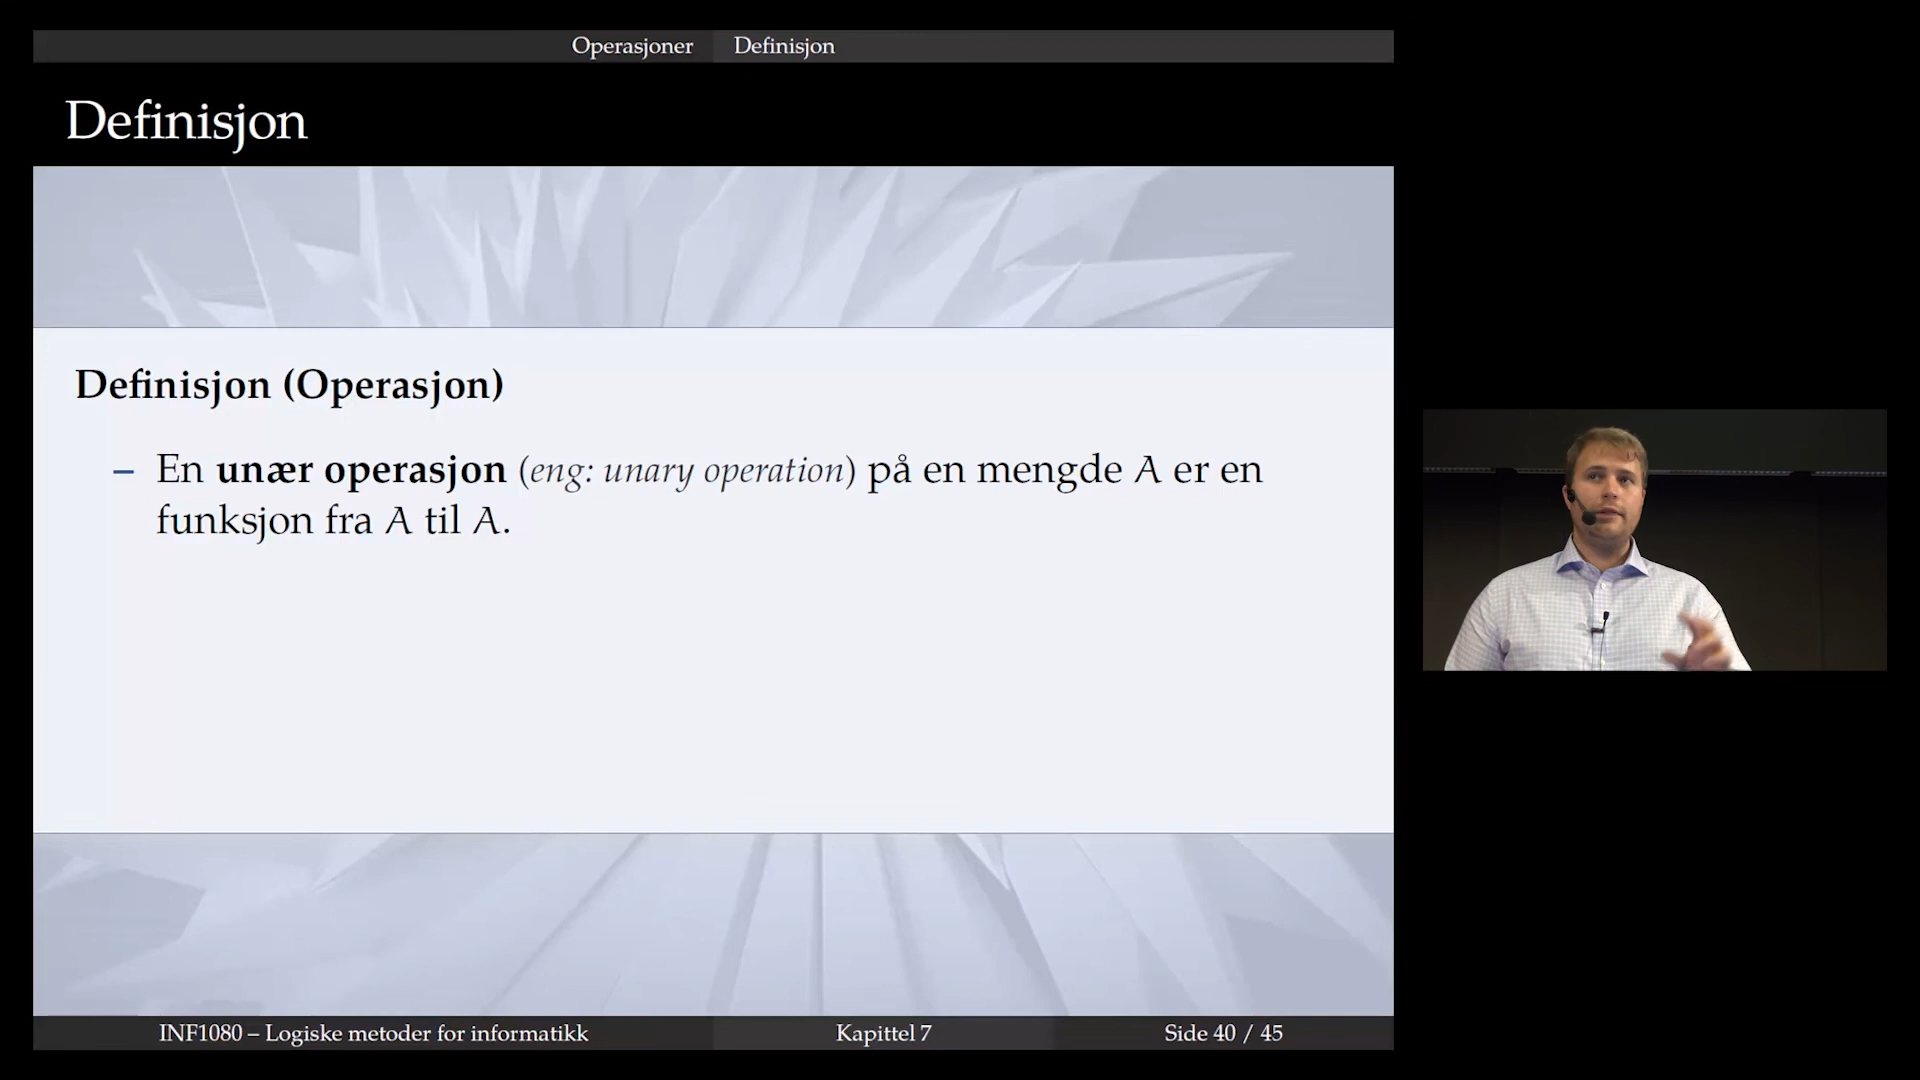 Operasjoner Definisjon
Definisjon
Definisjon (Operasjon)
– En unær operasjon (eng: unary operation) på en mengde A er en
funksjon fra A til A.
INF1080 – Logiske metoder for informatikk Kapittel 7 Side 40 / 45